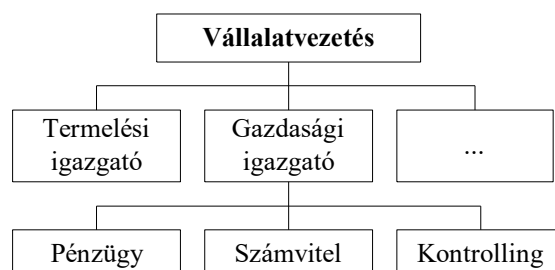 Vállalatvezetés
Termelési
igazgató
Gazdasági
igazgató
...
Pénzügy
Számvitel
Kontrolling